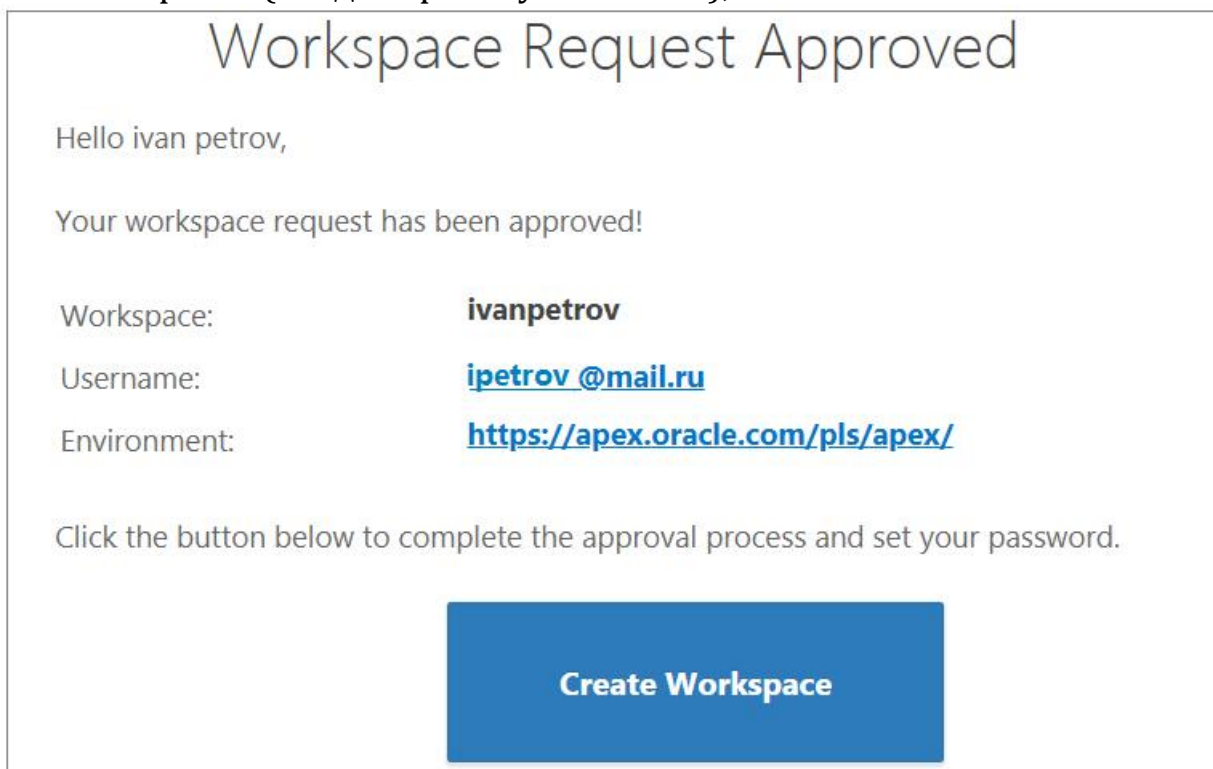 Workspace Request Approved
Hello ivan petrov,
Your workspace request has been approved!
Workspace: ivanpetrov
Username: ipetrov @mail.ru
Environment: https://apex.oracle.com/pls/apex/
Click the button below to complete the approval process and set your password.
Create Workspace